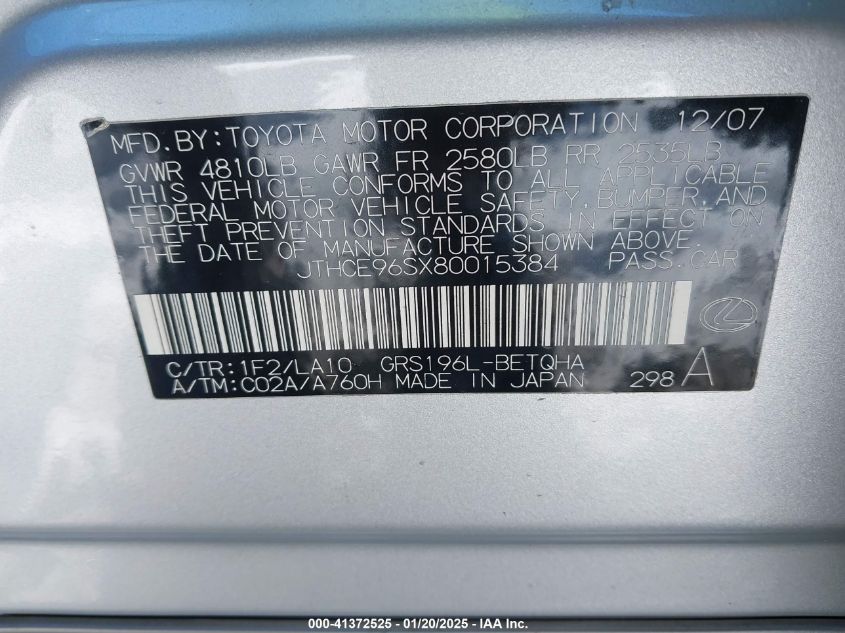 MFD. BY: TOYOTA MOTOR CORPORATION 12/07
GVWR 4810LB GAWR FR 2580LB RR 2535LB
THIS VEHICLE CONFORMS TO ALL APPLICABLE
FEDERAL MOTOR VEHICLE SAFETY, BUMPER, AND
THEFT PREVENTION STANDARDS IN EFFECT ON
THE DATE OF MANUFACTURE SHOWN ABOVE.
JTHCE96SX80015384 PASS. CAR
C/TR: 1F2/LA10 GRS196L-BETQHA
A/TM: C02A/A760H MADE IN JAPAN 298 A
000-41372525 - 01/20/2025 - IAA Inc.